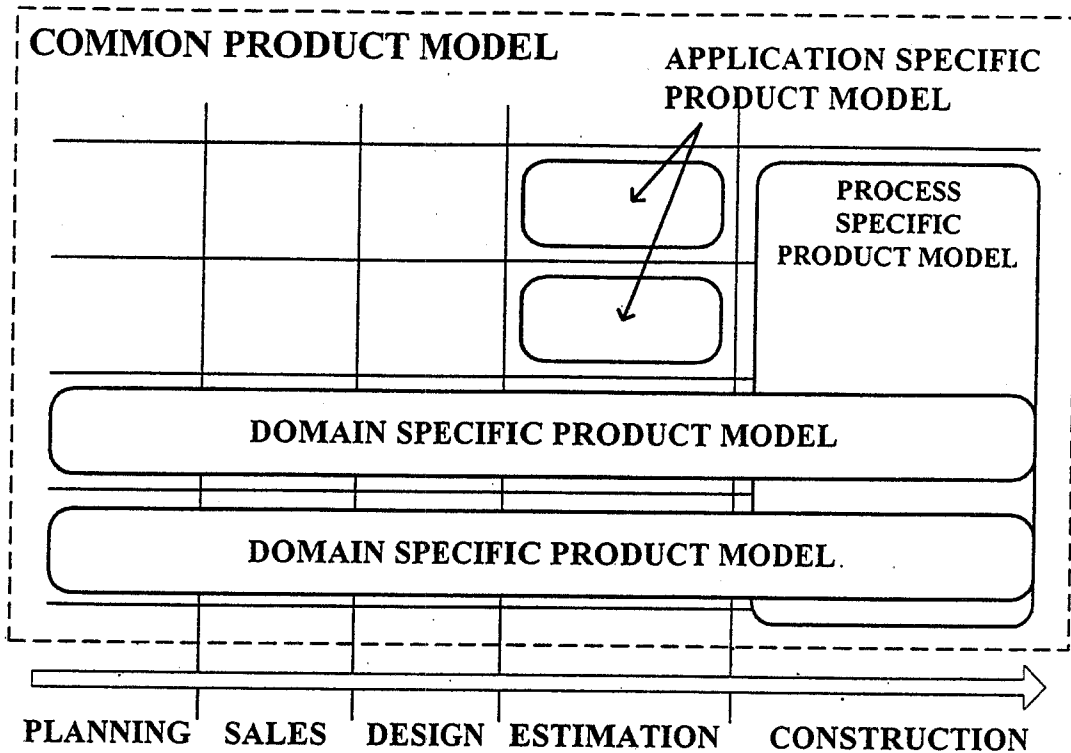 COMMON PRODUCT MODEL
APPLICATION SPECIFIC
PRODUCT MODEL
PROCESS
SPECIFIC
PRODUCT MODEL
DOMAIN SPECIFIC PRODUCT MODEL
DOMAIN SPECIFIC PRODUCT MODEL
PLANNING SALES DESIGN ESTIMATION CONSTRUCTION